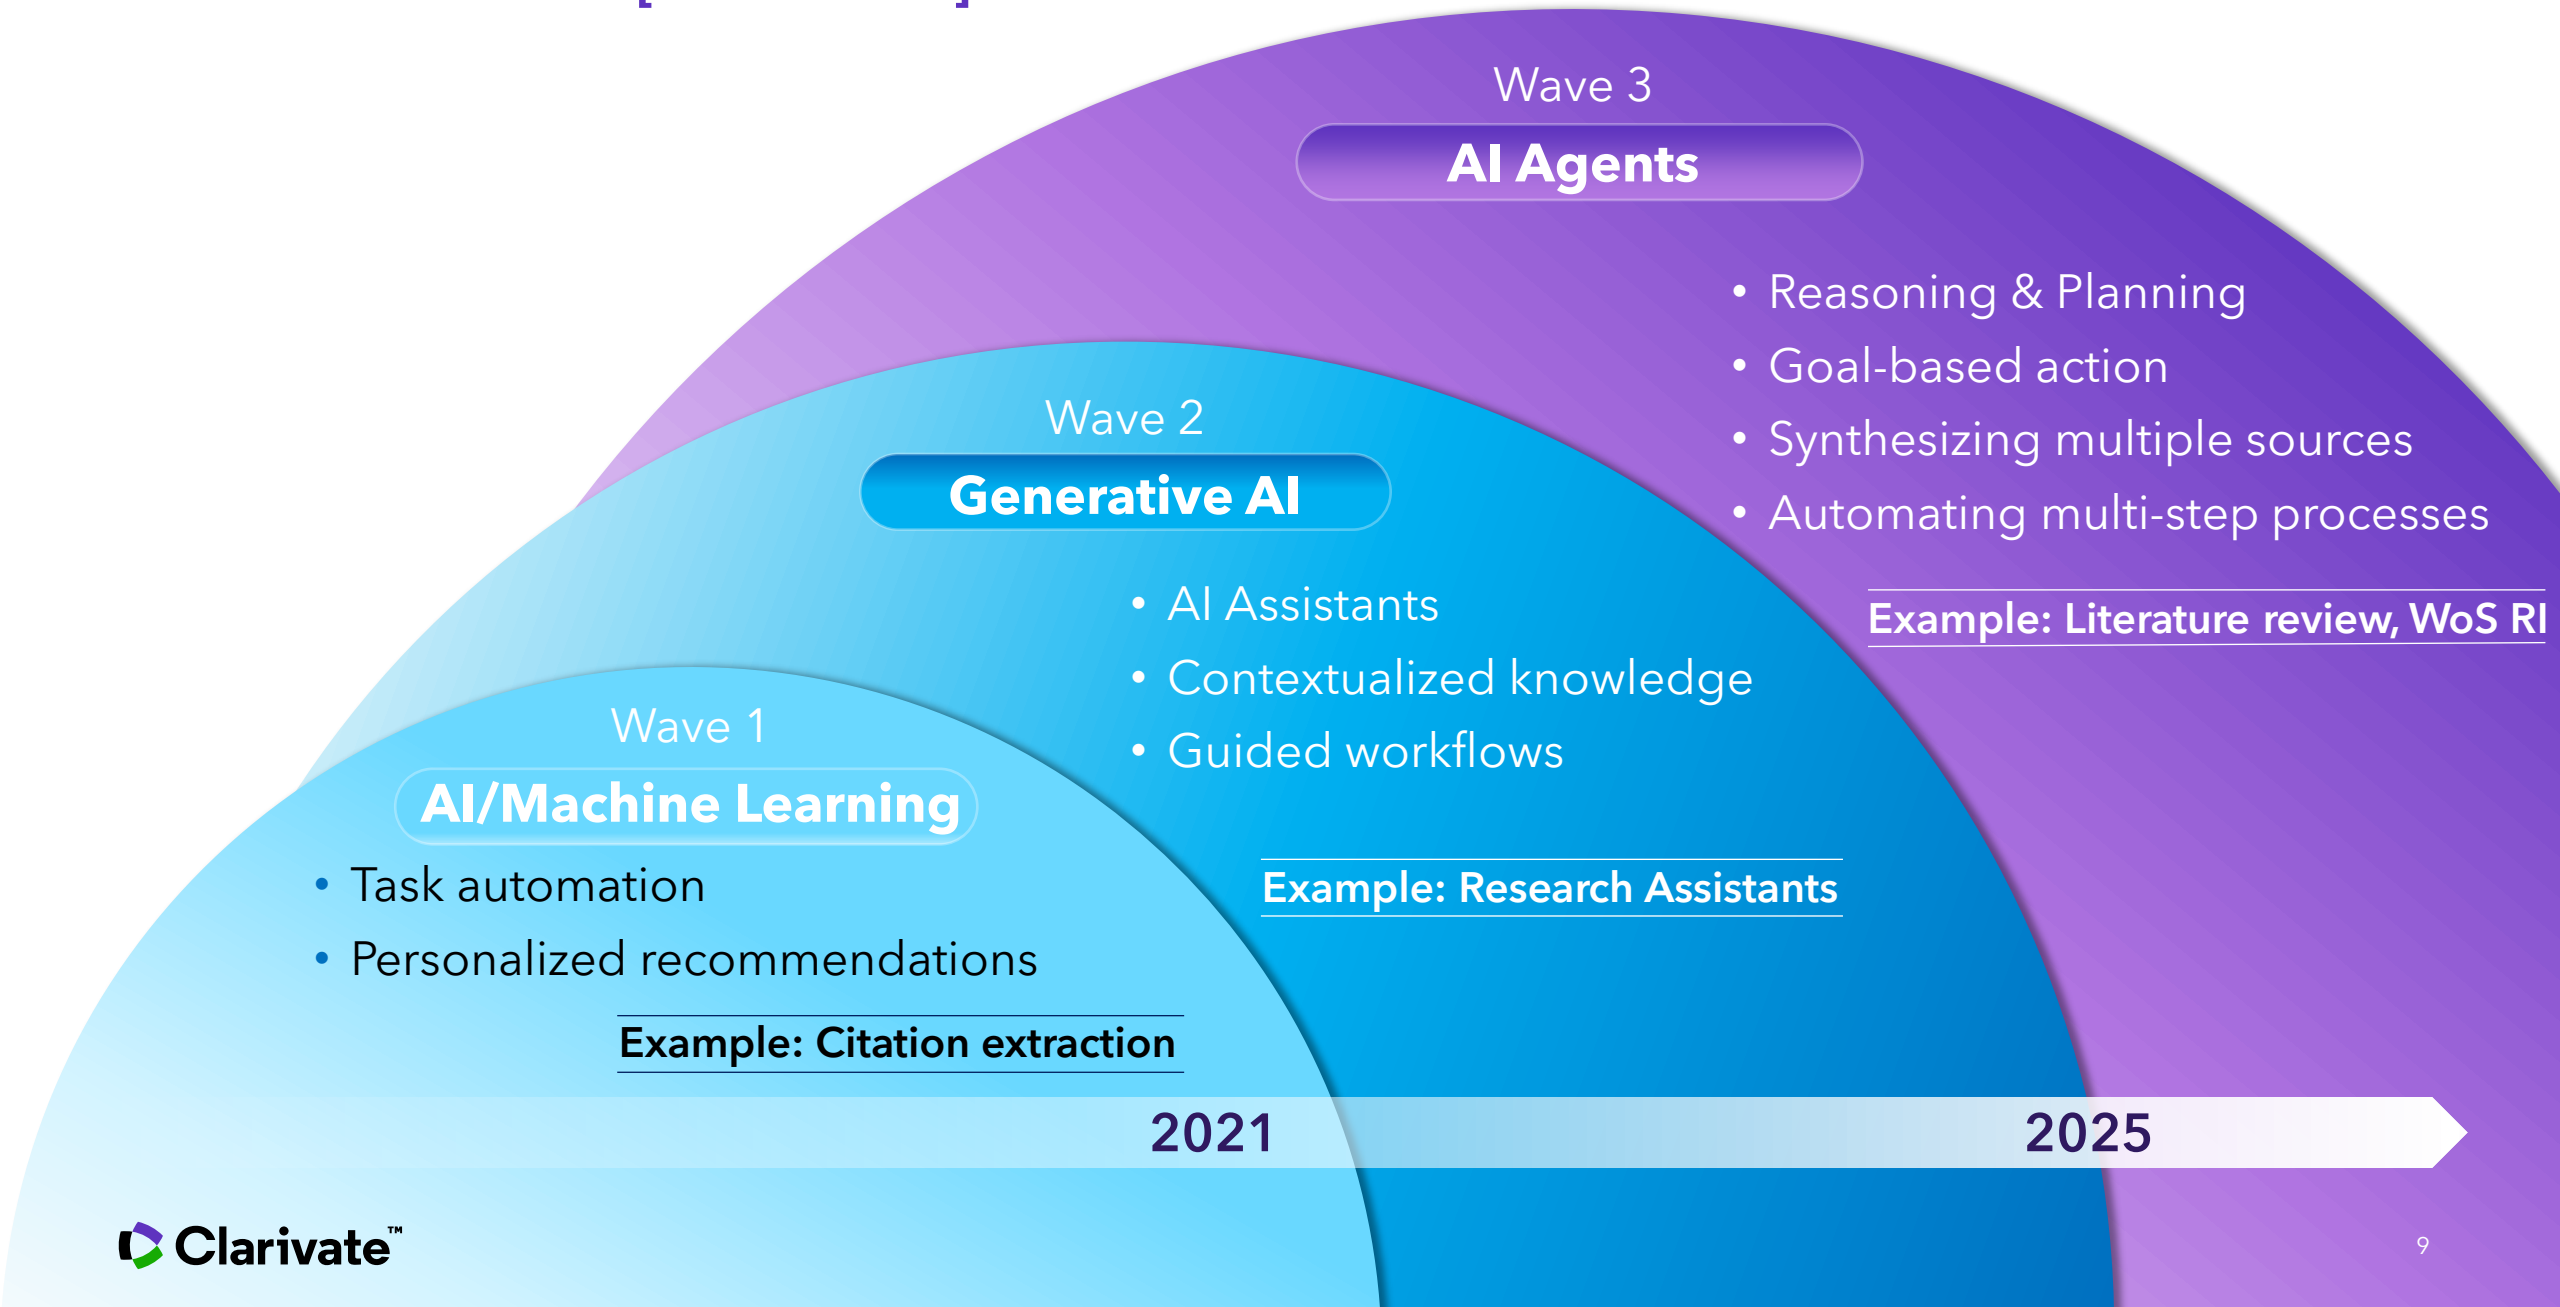 Wave 3
AI Agents
• Reasoning & Planning
• Goal-based action
• Synthesizing multiple sources
• Automating multi-step processes
Example: Literature review, WoS RI
Wave 2
Generative AI
• AI Assistants
• Contextualized knowledge
• Guided workflows
Example: Research Assistants
Wave 1
AI/Machine Learning
• Task automation
• Personalized recommendations
Example: Citation extraction
2021
2025
Clarivate™
9